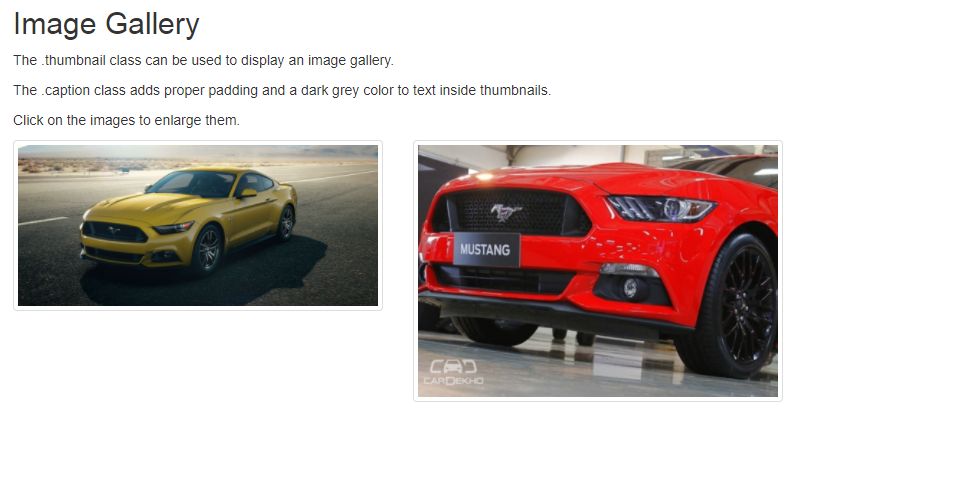 Image Gallery
The .thumbnail class can be used to display an image gallery.
The .caption class adds proper padding and a dark grey color to text inside thumbnails.
Click on the images to enlarge them.
MUSTANG
CARDEKHO